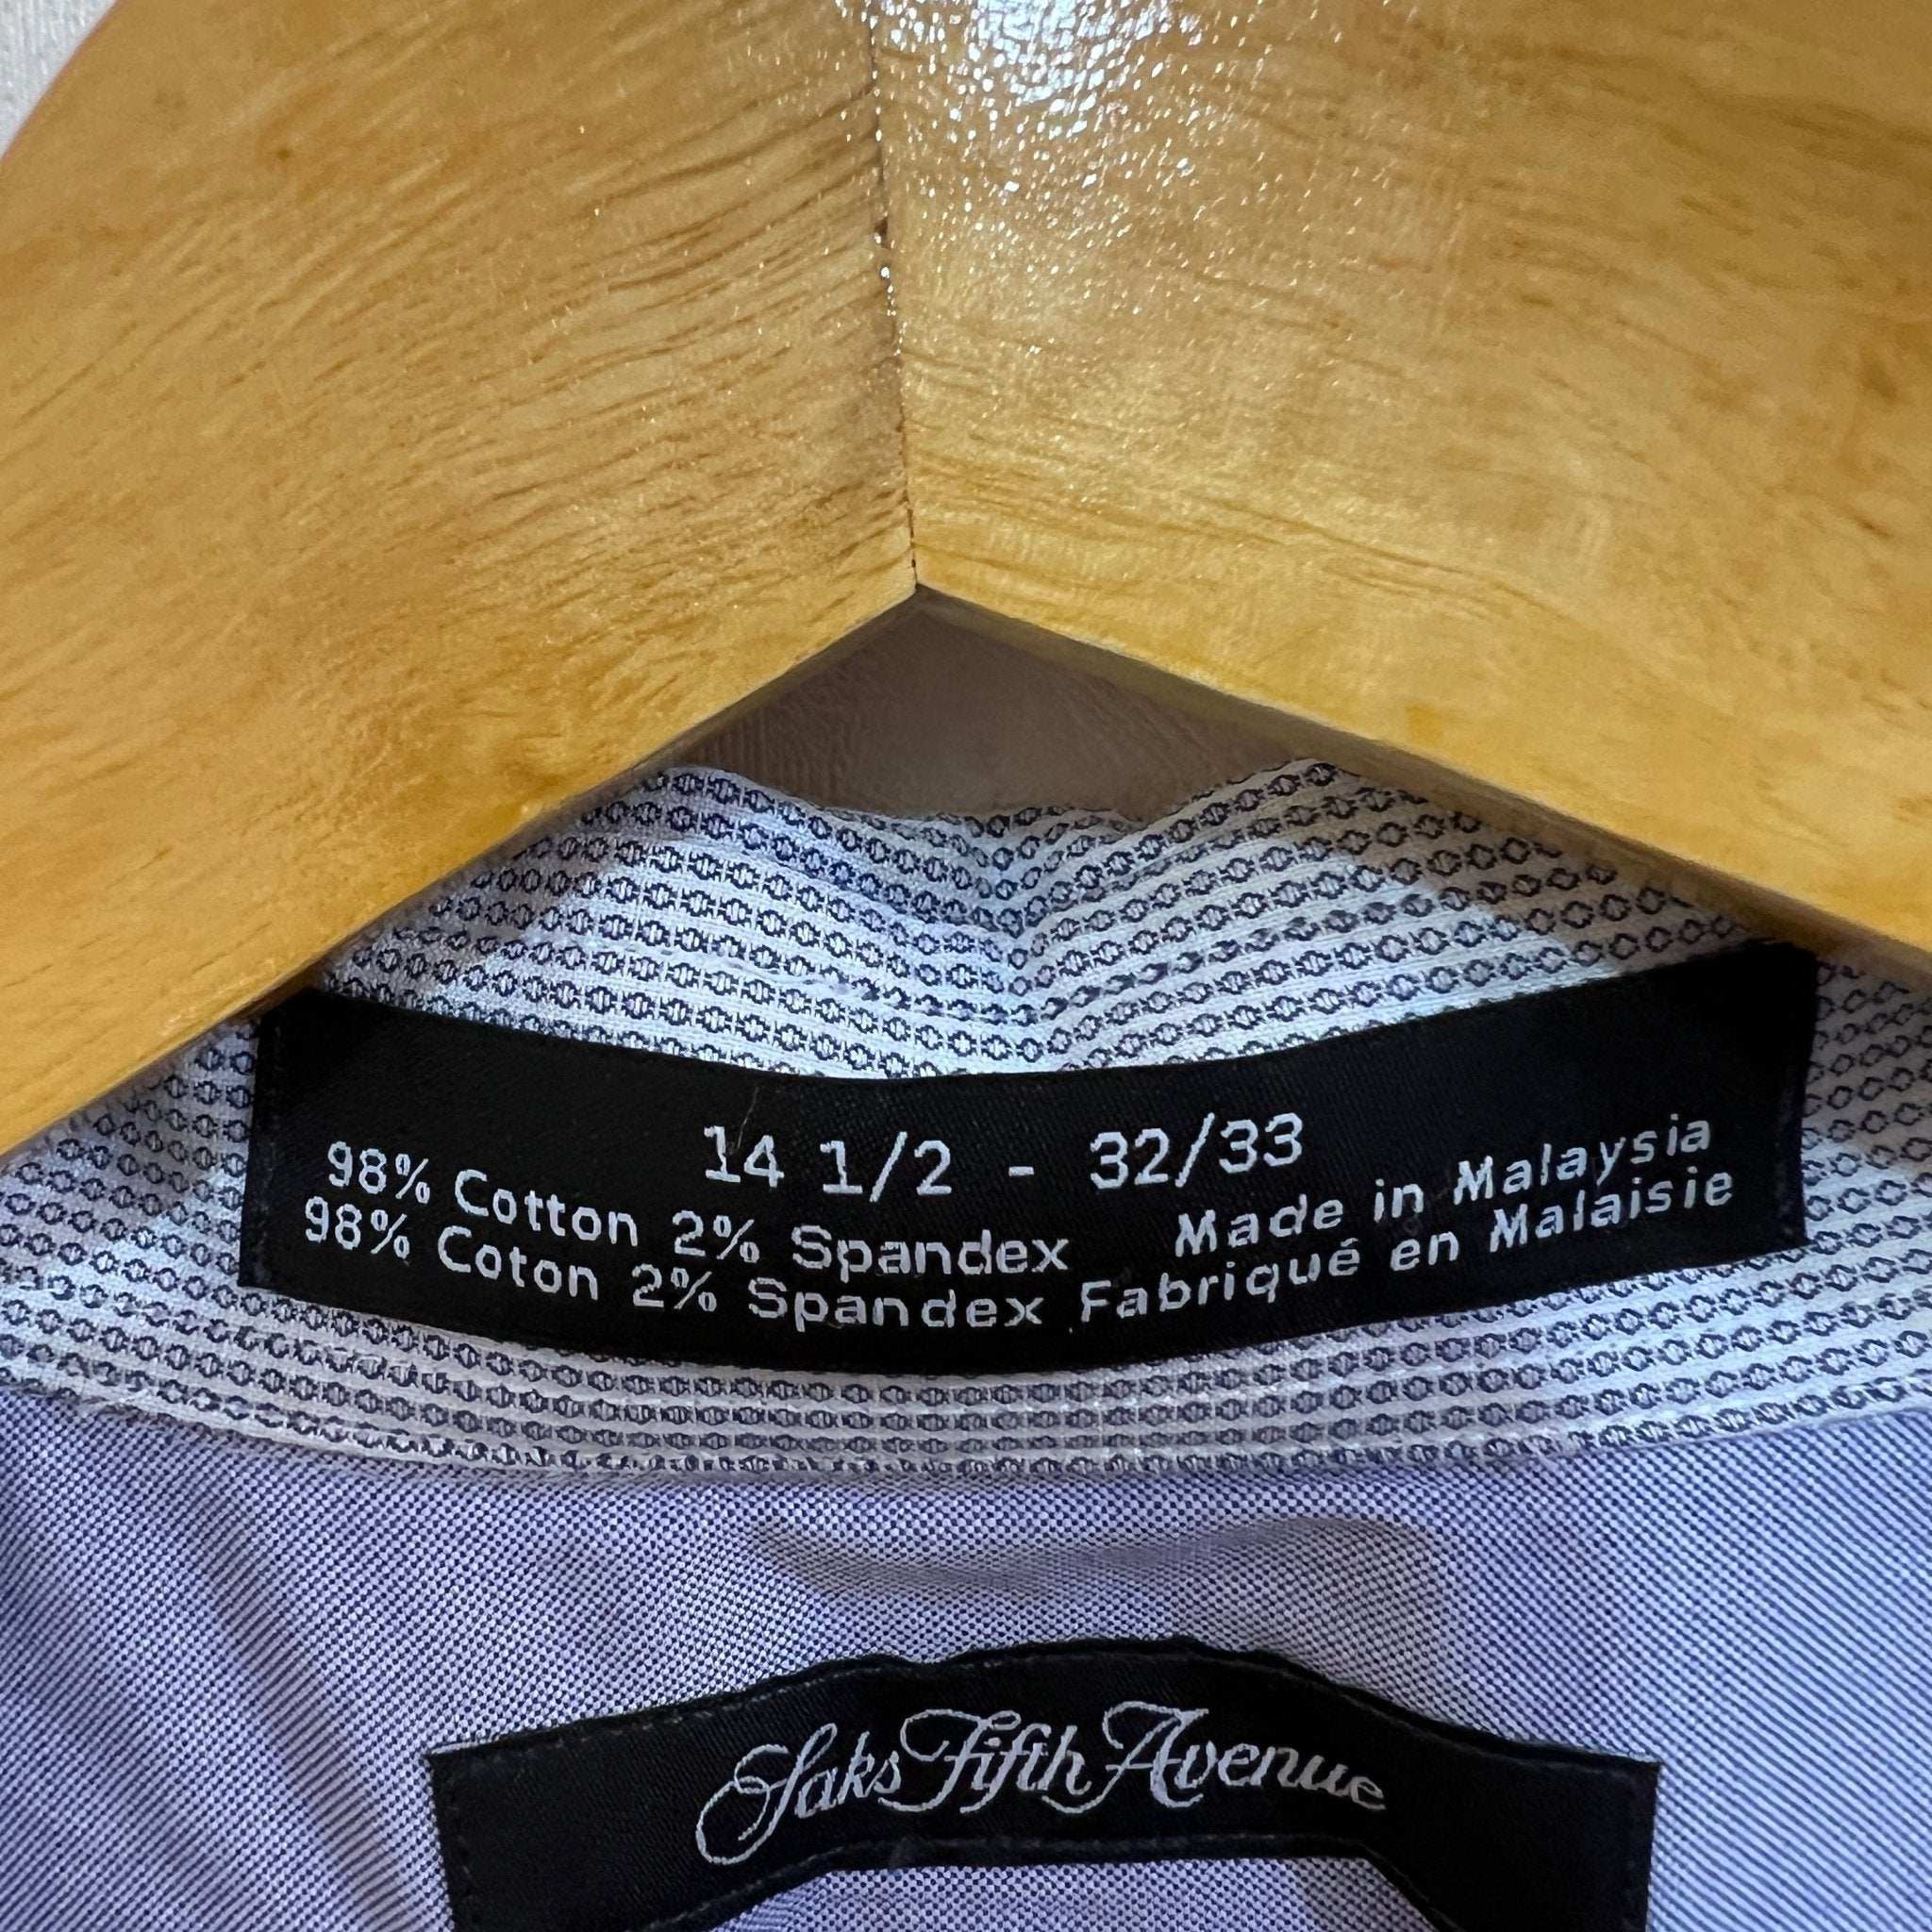 14 1/2 - 32/33
98% Cotton 2% Spandex Made in Malaysia
98% Coton 2% Spandex Fabriqué en Malaisie
Saks Fifth Avenue